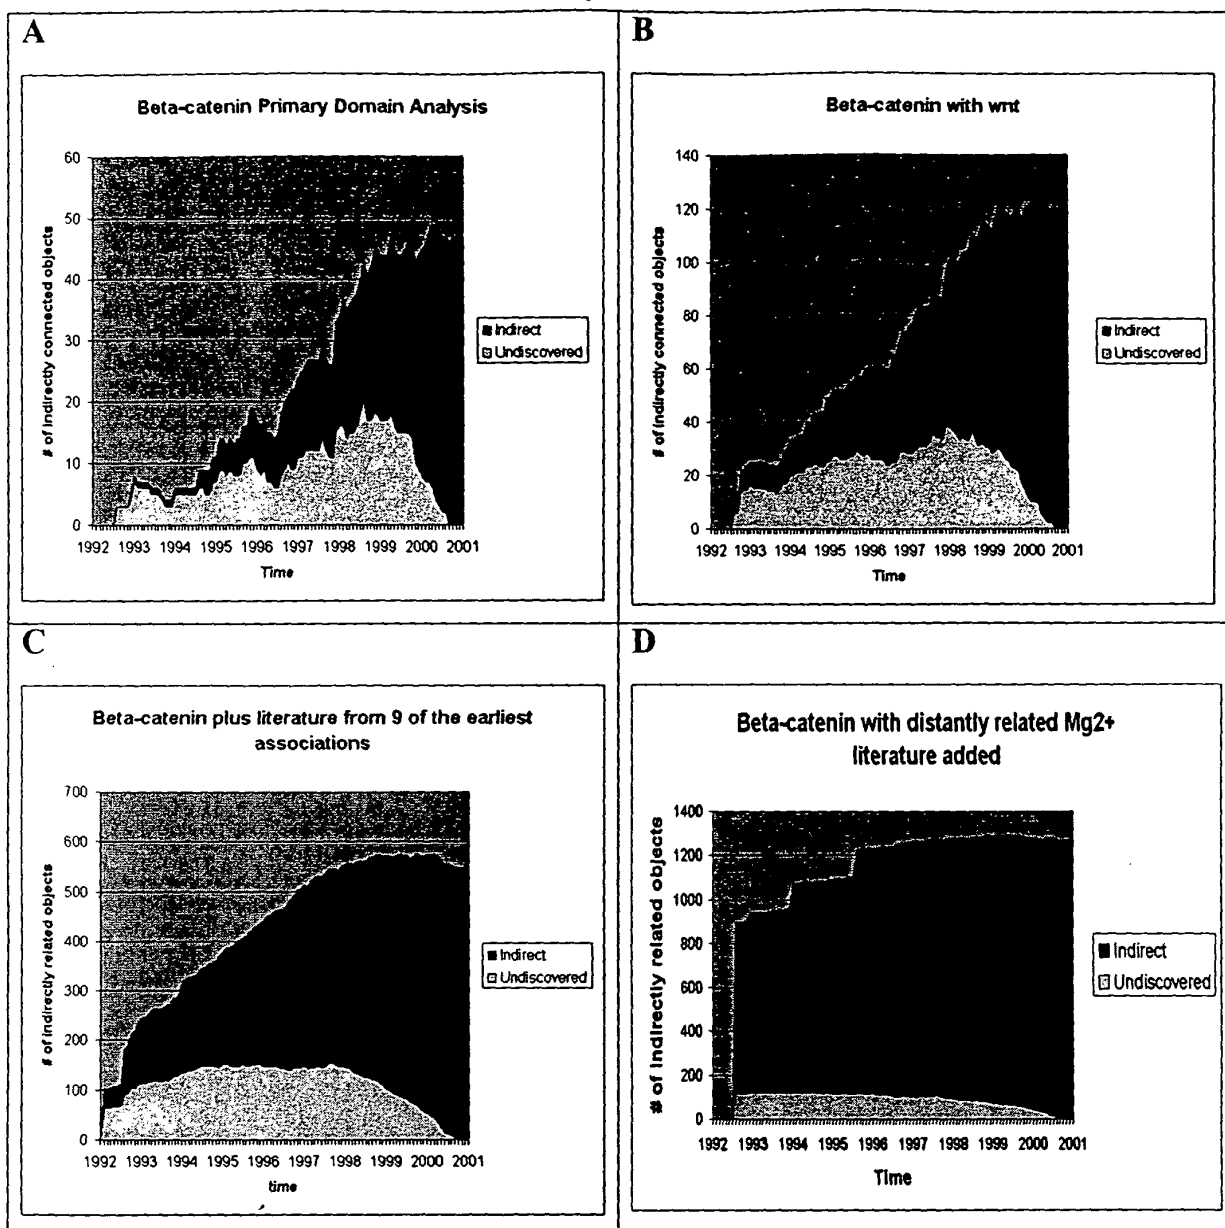 A
Beta-catenin Primary Domain Analysis
60
50
40
30
20
10
0
# of indirectly connected objects
1992 1993 1994 1995 1996 1997 1998 1999 2000 2001
Time
Indirect
Undiscovered
B
Beta-catenin with wnt
140
120
100
80
60
40
20
0
# of indirectly connected objects
1992 1993 1994 1995 1996 1997 1998 1999 2000 2001
Time
Indirect
Undiscovered
C
Beta-catenin plus literature from 9 of the earliest
associations
700
600
500
400
300
200
100
0
# of indirectly related objects
1992 1993 1994 1995 1996 1997 1998 1999 2000 2001
time
Indirect
Undiscovered
D
Beta-catenin with distantly related Mg2+
literature added
1400
1200
1000
800
600
400
200
0
# of indirectly related objects
1992 1993 1994 1995 1996 1997 1998 1999 2000 2001
Time
Indirect
Undiscovered